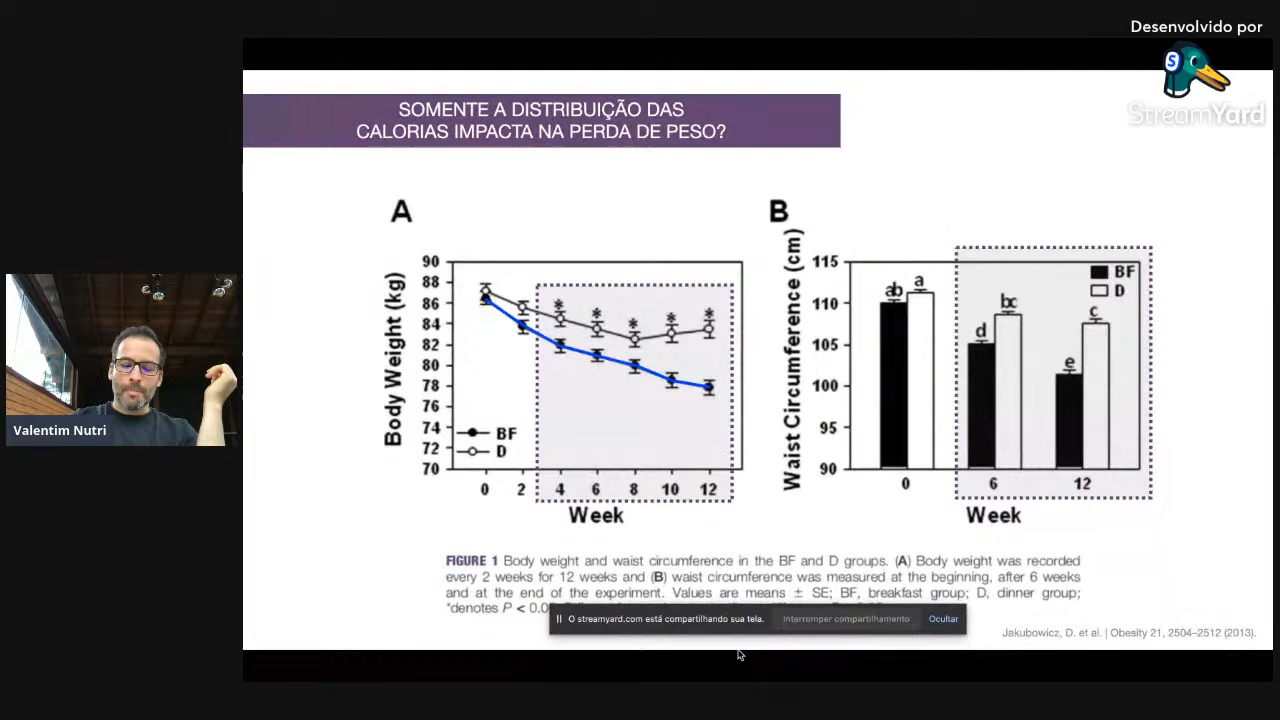 Desenvolvido por
S
StreamYard
SOMENTE A DISTRIBUIÇÃO DAS
CALORIAS IMPACTA NA PERDA DE PESO?
A
Body Weight (kg)
90
88
86
84
82
80
78
76
74
72
70
* * * * *
BF
D
0 2 4 6 8 10 12
Week
B
Waist Circumference (cm)
115
110
105
100
95
90
ab a
d bc
e c
BF
D
0 6 12
Week
Valentim Nutri
FIGURE 1 Body weight and waist circumference in the BF and D groups. (A) Body weight was recorded
every 2 weeks for 12 weeks and (B) waist circumference was measured at the beginning, after 6 weeks
and at the end of the experiment. Values are means ± SE; BF, breakfast group; D, dinner group;
*denotes P < 0.0
O streamyard.com está compartilhando sua tela.
Interromper compartilhamento
Ocultar
Jakubowicz, D. et al. | Obesity 21, 2504–2512 (2013).